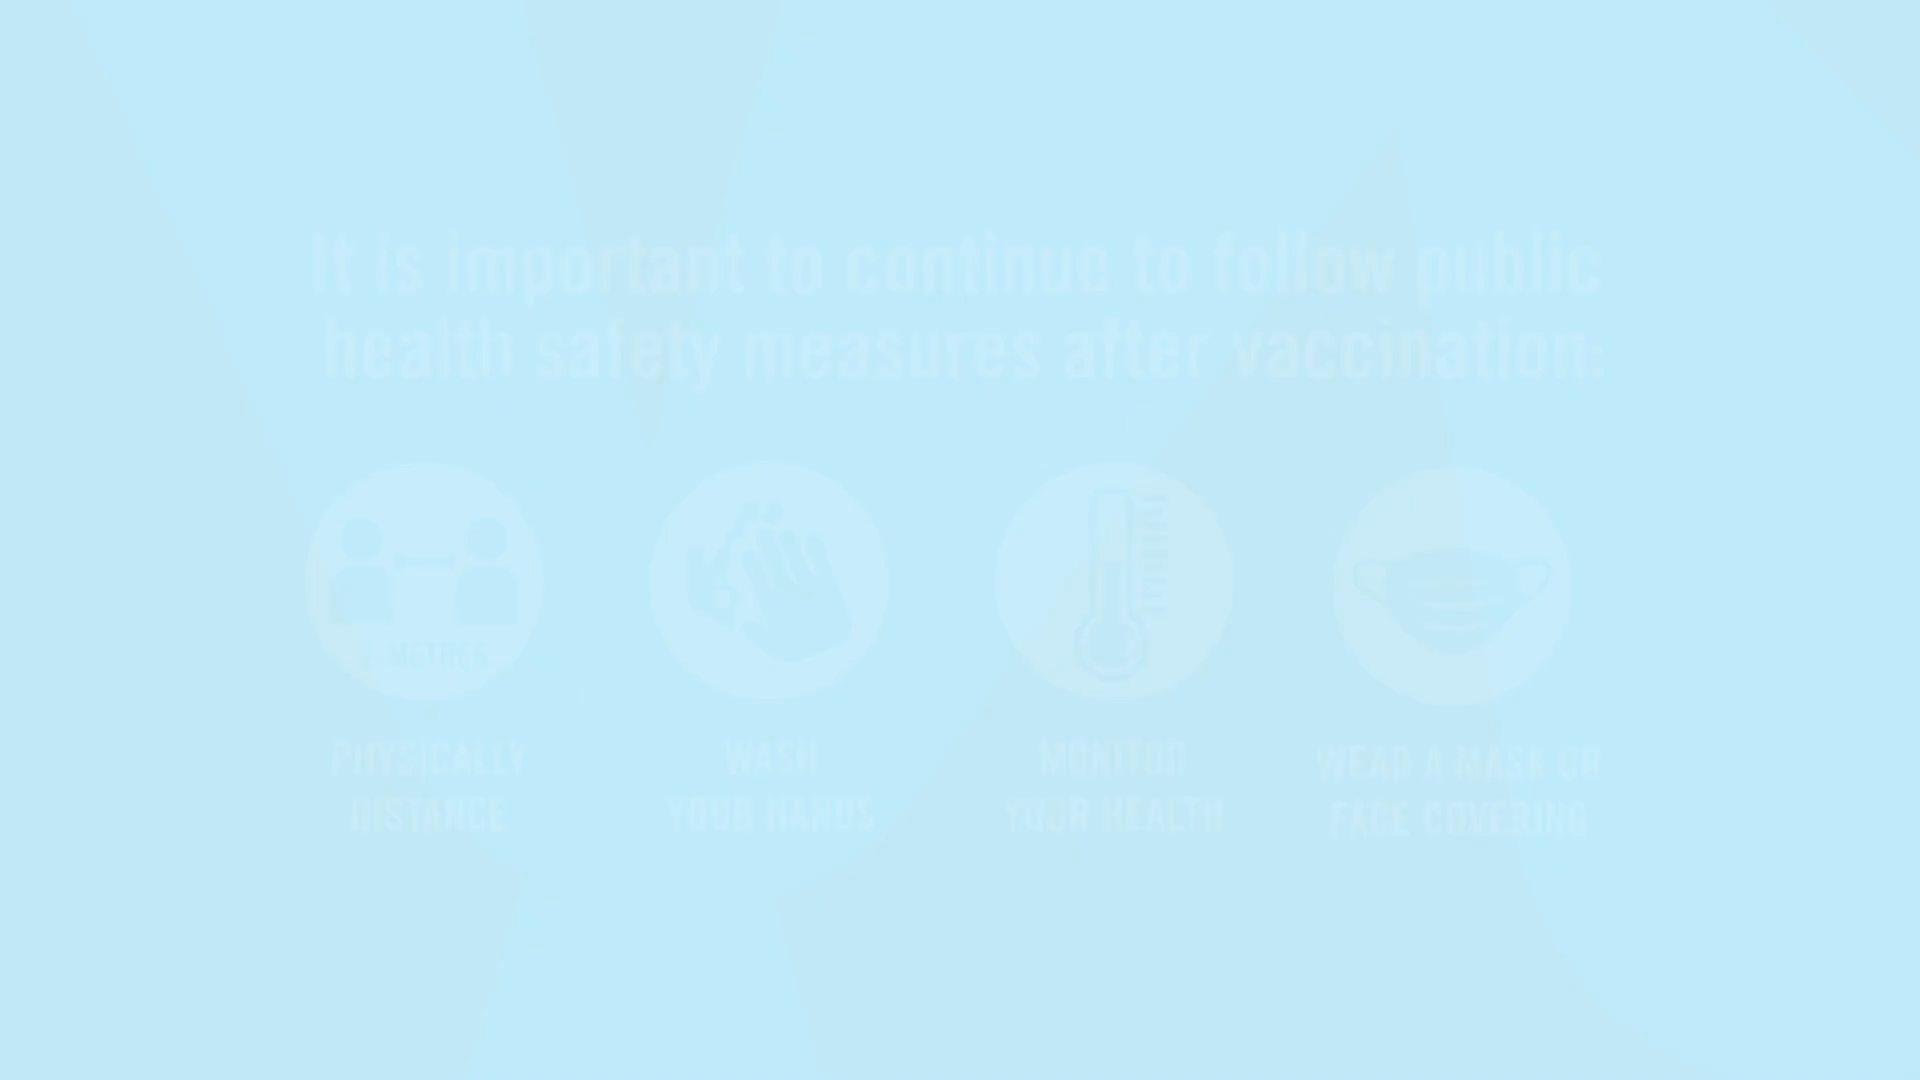 It is important to continue to follow public
health safety measures after vaccination:
METRES
PHYSICALLY
DISTANCE
WASH
YOUR HANDS
MONITOR
YOUR HEALTH
WEAR A MASK OR
FACE COVERING